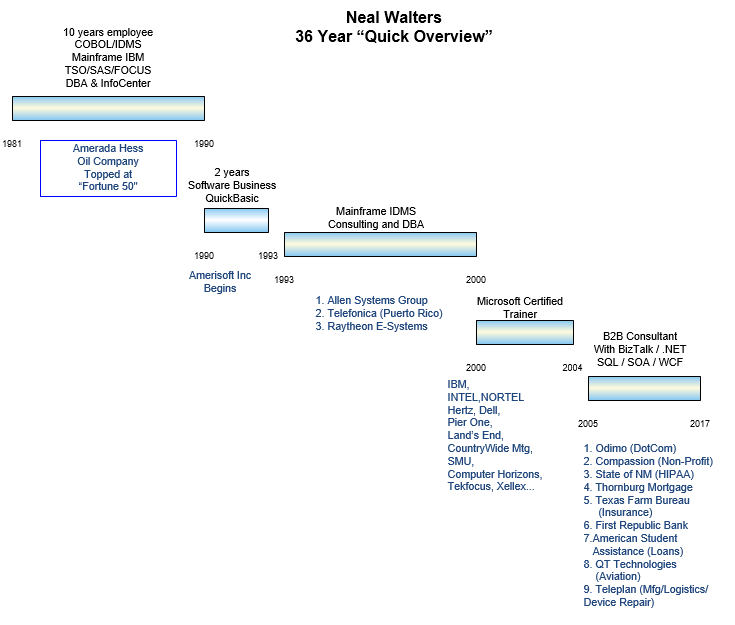 Neal Walters
36 Year “Quick Overview”
10 years employee
COBOL/IDMS
Mainframe IBM
TSO/SAS/FOCUS
DBA & InfoCenter
1981
1990
Amerada Hess
Oil Company
Topped at
“Fortune 50”
2 years
Software Business
QuickBasic
1990
1993
Amerisoft Inc
Begins
Mainframe IDMS
Consulting and DBA
1993
2000
1. Allen Systems Group
2. Telefonica (Puerto Rico)
3. Raytheon E-Systems
Microsoft Certified
Trainer
2000
2004
IBM,
INTEL,NORTEL
Hertz, Dell,
Pier One,
Land’s End,
CountryWide Mtg,
SMU,
Computer Horizons,
Tekfocus, Xellex...
B2B Consultant
With BizTalk / .NET
SQL / SOA / WCF
2005
2017
1. Odimo (DotCom)
2. Compassion (Non-Profit)
3. State of NM (HIPAA)
4. Thornburg Mortgage
5. Texas Farm Bureau
(Insurance)
6. First Republic Bank
7.American Student
Assistance (Loans)
8. QT Technologies
(Aviation)
9. Teleplan (Mfg/Logistics/
Device Repair)